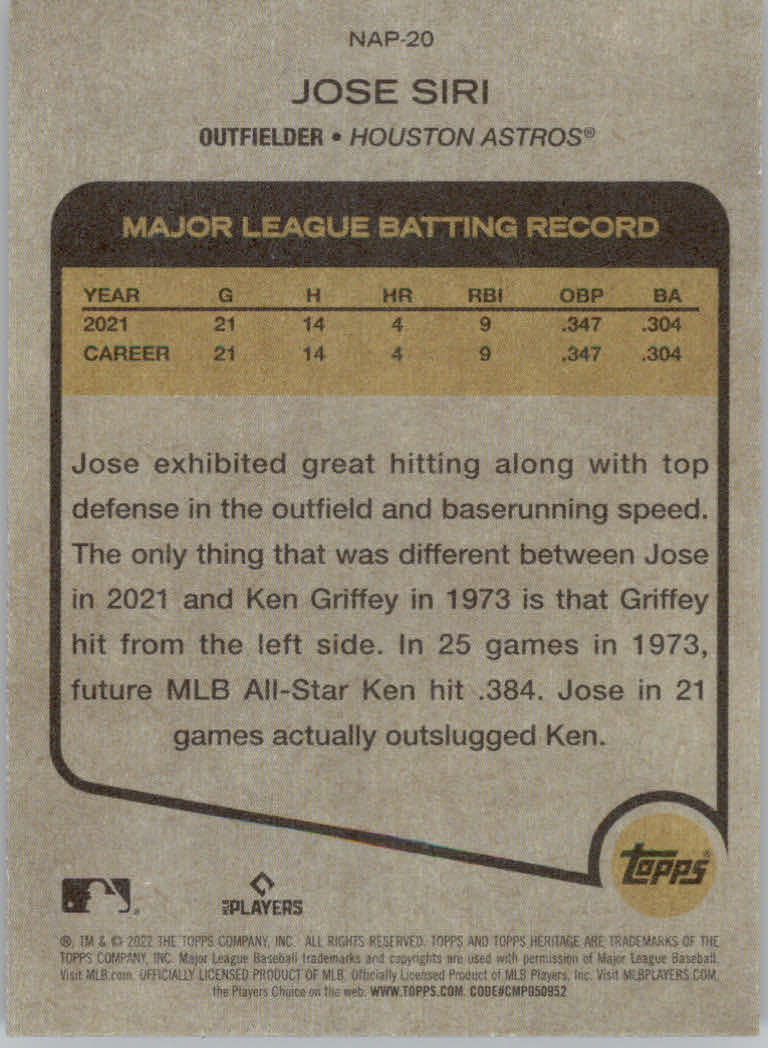 NAP-20
JOSE SIRI
OUTFIELDER • HOUSTON ASTROS®
MAJOR LEAGUE BATTING RECORD
YEAR G H HR RBI OBP BA
2021 21 14 4 9 .347 .304
CAREER 21 14 4 9 .347 .304
Jose exhibited great hitting along with top
defense in the outfield and baserunning speed.
The only thing that was different between Jose
in 2021 and Ken Griffey in 1973 is that Griffey
hit from the left side. In 25 games in 1973,
future MLB All-Star Ken hit .384. Jose in 21
games actually outslugged Ken.
Topps®
MLB PLAYERS
®, TM & © 2022 THE TOPPS COMPANY, INC. ALL RIGHTS RESERVED. TOPPS AND TOPPS HERITAGE ARE TRADEMARKS OF THE
TOPPS COMPANY, INC. Major League Baseball trademarks and copyrights are used with permission of Major League Baseball.
Visit MLB.com. OFFICIALLY LICENSED PRODUCT OF MLB. Officially Licensed Product of MLB Players, Inc. Visit MLBPLAYERS.COM,
the Players Choice on the web. WWW.TOPPS.COM. CODE#CMP050952